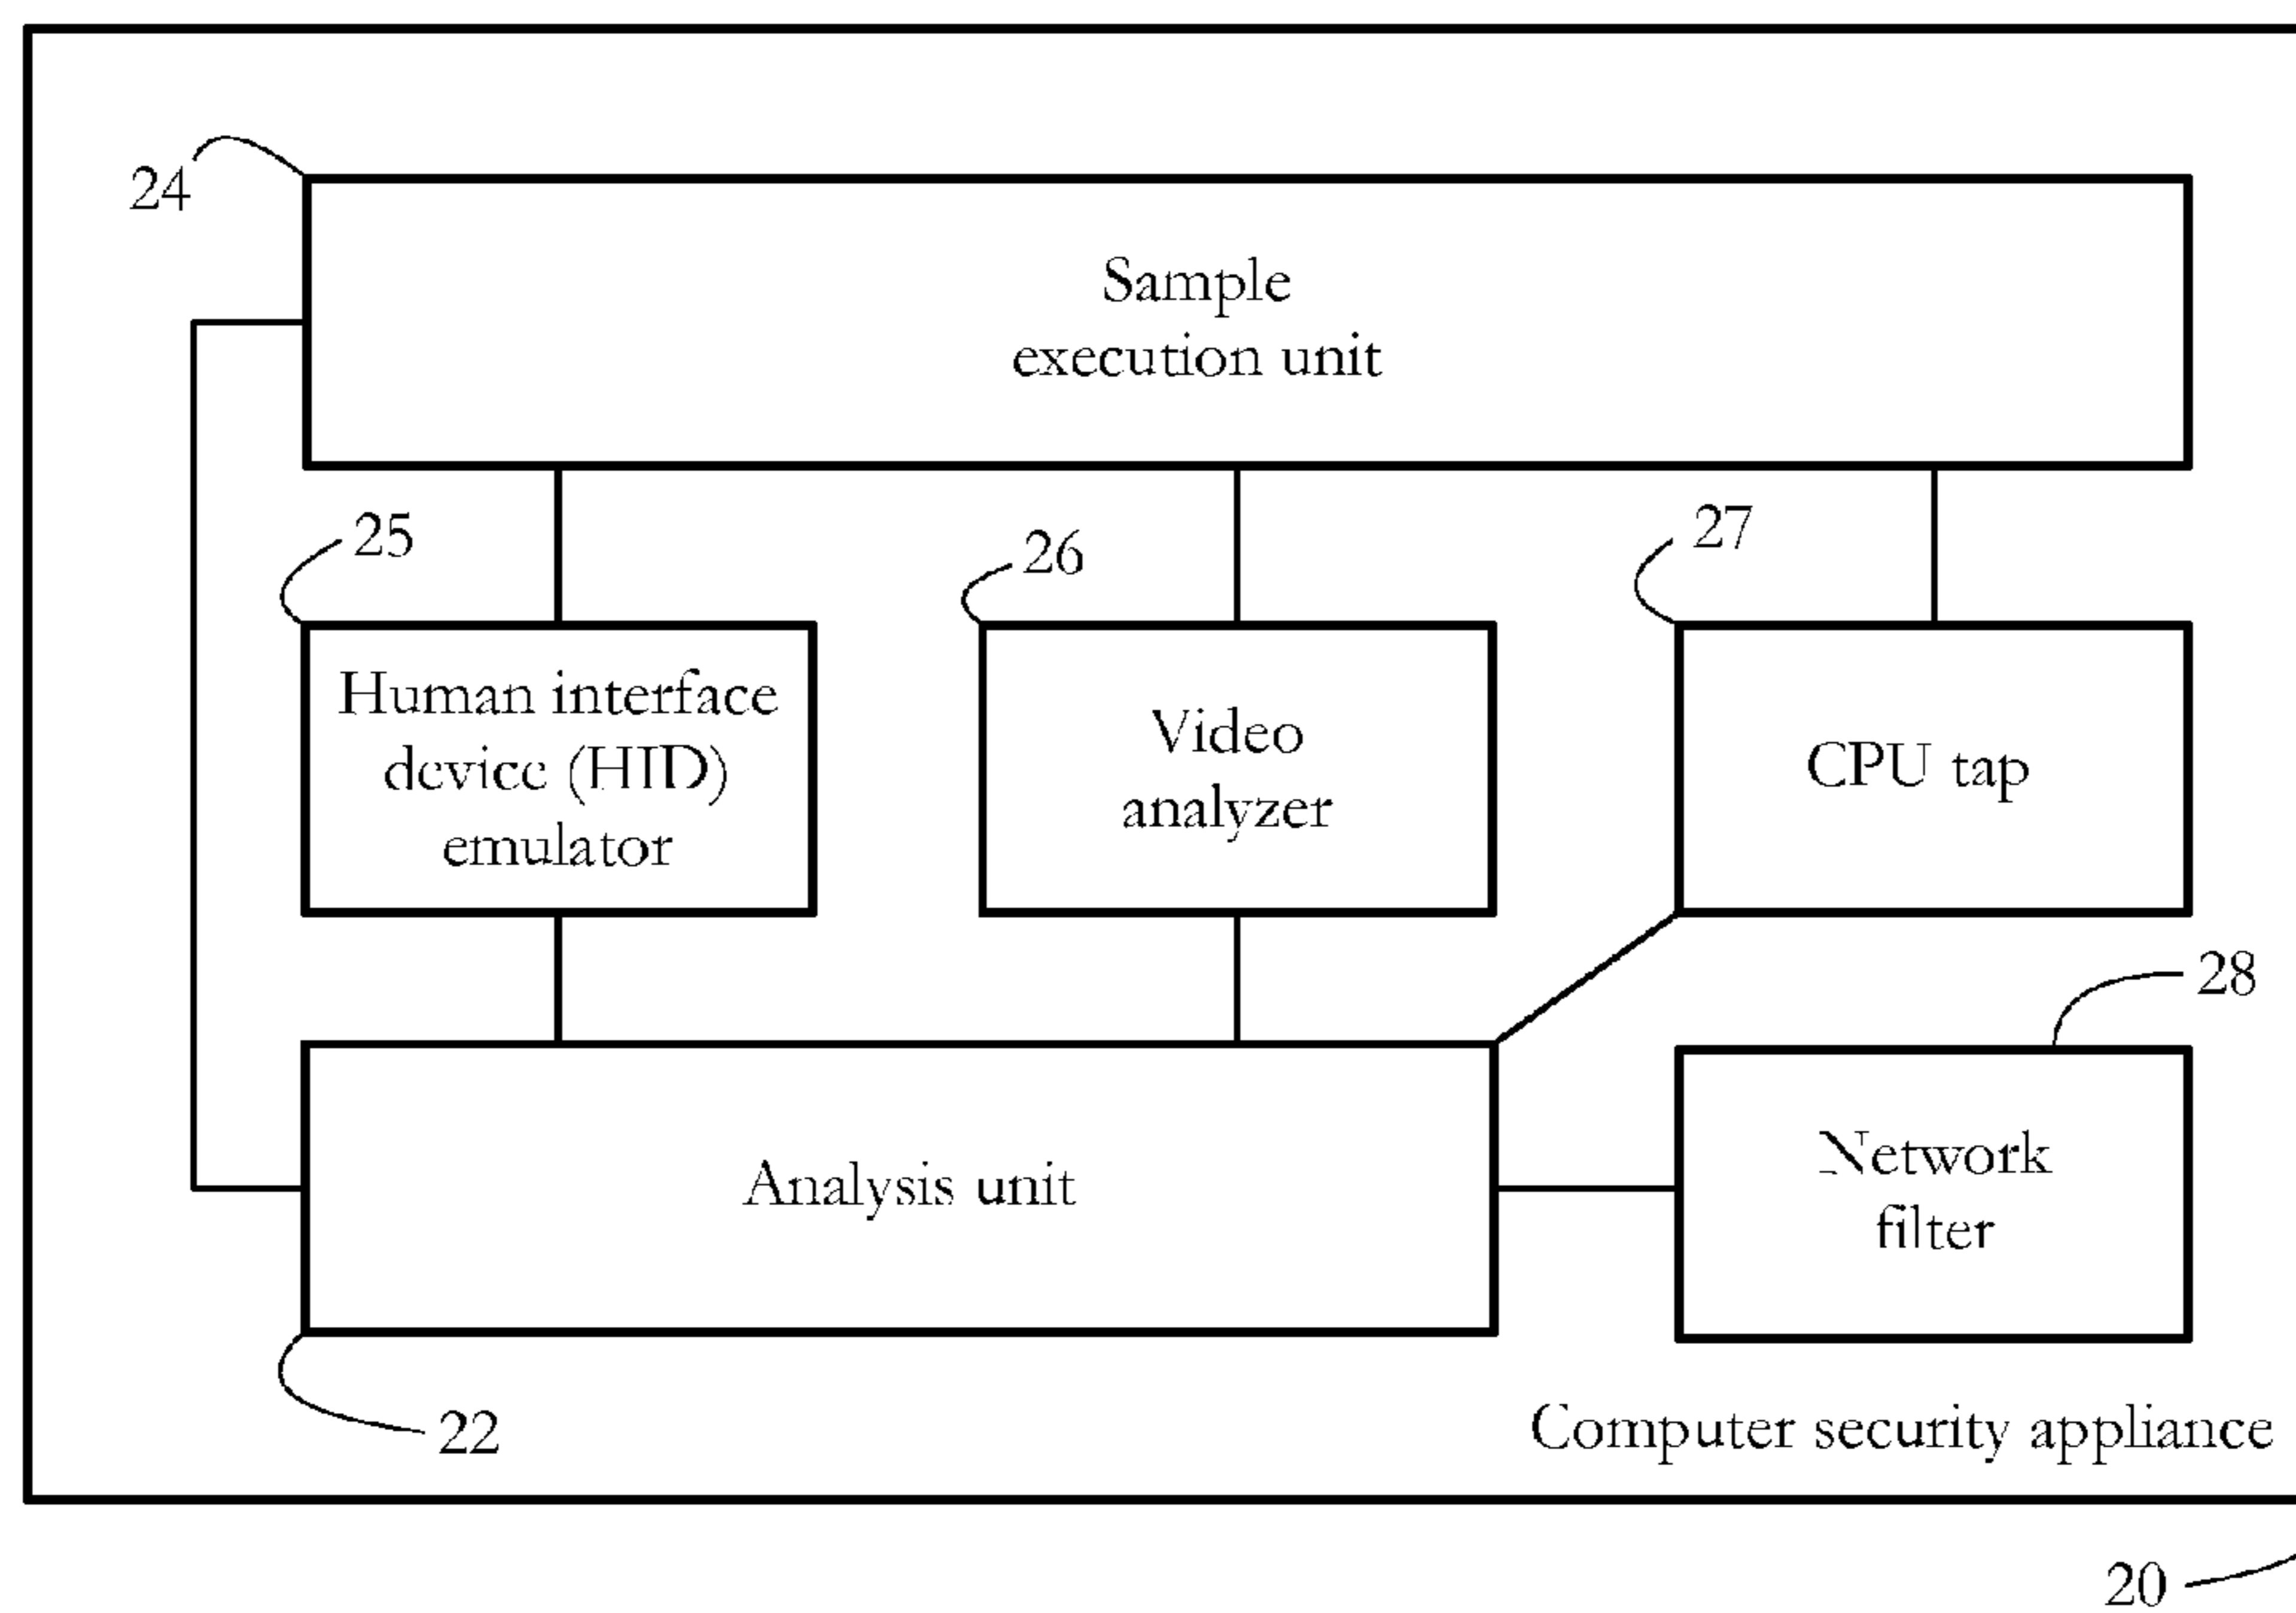 24
Sample
execution unit
25
26
27
Human interface
device (HID)
emulator
Video
analyzer
CPU tap
28
Analysis unit
Network
filter
22
Computer security appliance
20